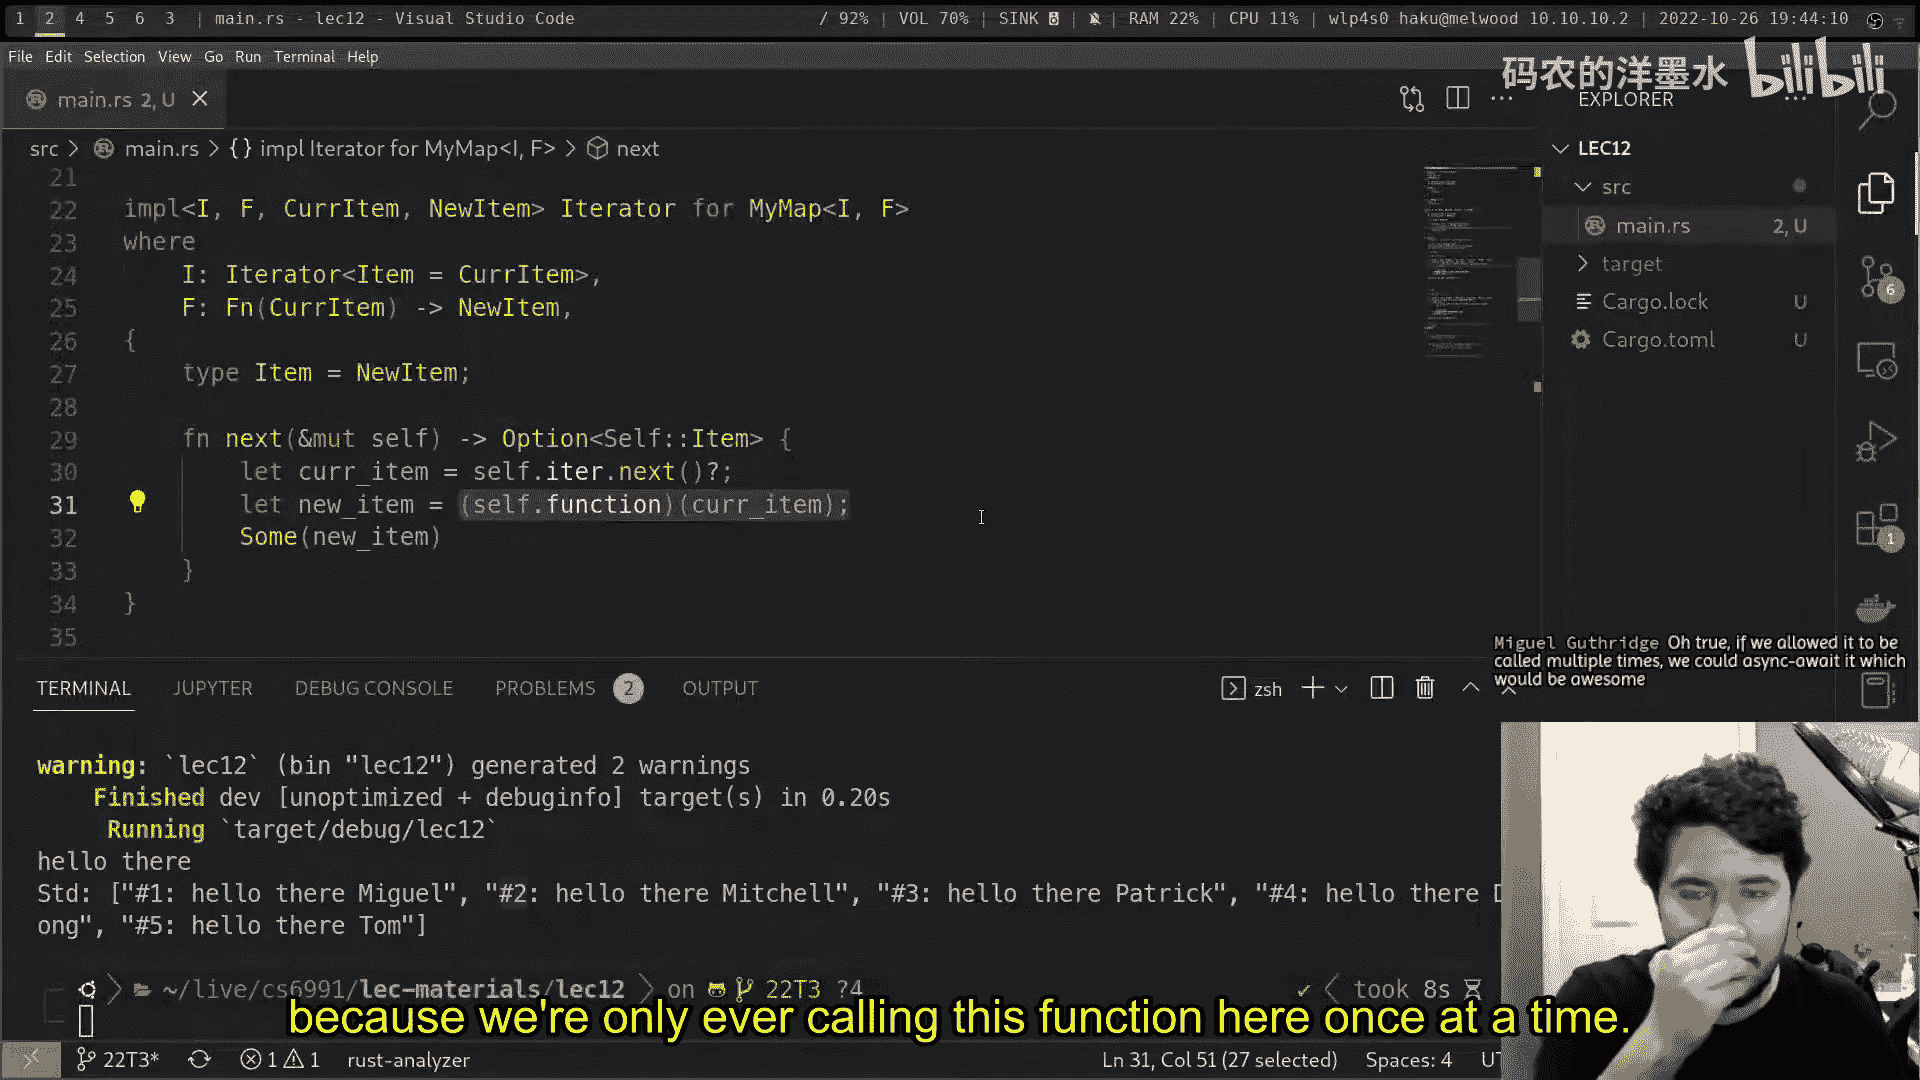 1 2 4 5 6 3 | main.rs - lec12 - Visual Studio Code
/ 92% | VOL 70% | SINK | RAM 22% | CPU 11% | wlp4s0 haku@melwood 10.10.10.2 | 2022-10-26 19:44:10
File Edit Selection View Go Run Terminal Help
码农的洋墨水 bilibili
main.rs 2, U
EXPLORER
src > main.rs > {} impl Iterator for MyMap<I, F> > next
LEC12
src
main.rs 2, U
target
Cargo.lock U
Cargo.toml U
6
1
21
22 impl<I, F, CurrItem, NewItem> Iterator for MyMap<I, F>
23 where
24 I: Iterator<Item = CurrItem>,
25 F: Fn(CurrItem) -> NewItem,
26 {
27 type Item = NewItem;
28
29 fn next(&mut self) -> Option<Self::Item> {
30 let curr_item = self.iter.next()?;
31 let new_item = (self.function)(curr_item);
32 Some(new_item)
33 }
34 }
35
Miguel Guthridge Oh true, if we allowed it to be
called multiple times, we could async-await it which
would be awesome
TERMINAL JUPYTER DEBUG CONSOLE PROBLEMS 2 OUTPUT
zsh
warning: `lec12` (bin "lec12") generated 2 warnings
Finished dev [unoptimized + debuginfo] target(s) in 0.20s
Running `target/debug/lec12`
hello there
Std: ["#1: hello there Miguel", "#2: hello there Mitchell", "#3: hello there Patrick", "#4: hello there D
ong", "#5: hello there Tom"]
~/live/cs6991/lec-materials/lec12 on 22T3 ?4
✓ took 8s
because we're only ever calling this function here once at a time.
22T3* 1 1 rust-analyzer
Ln 31, Col 51 (27 selected) Spaces: 4